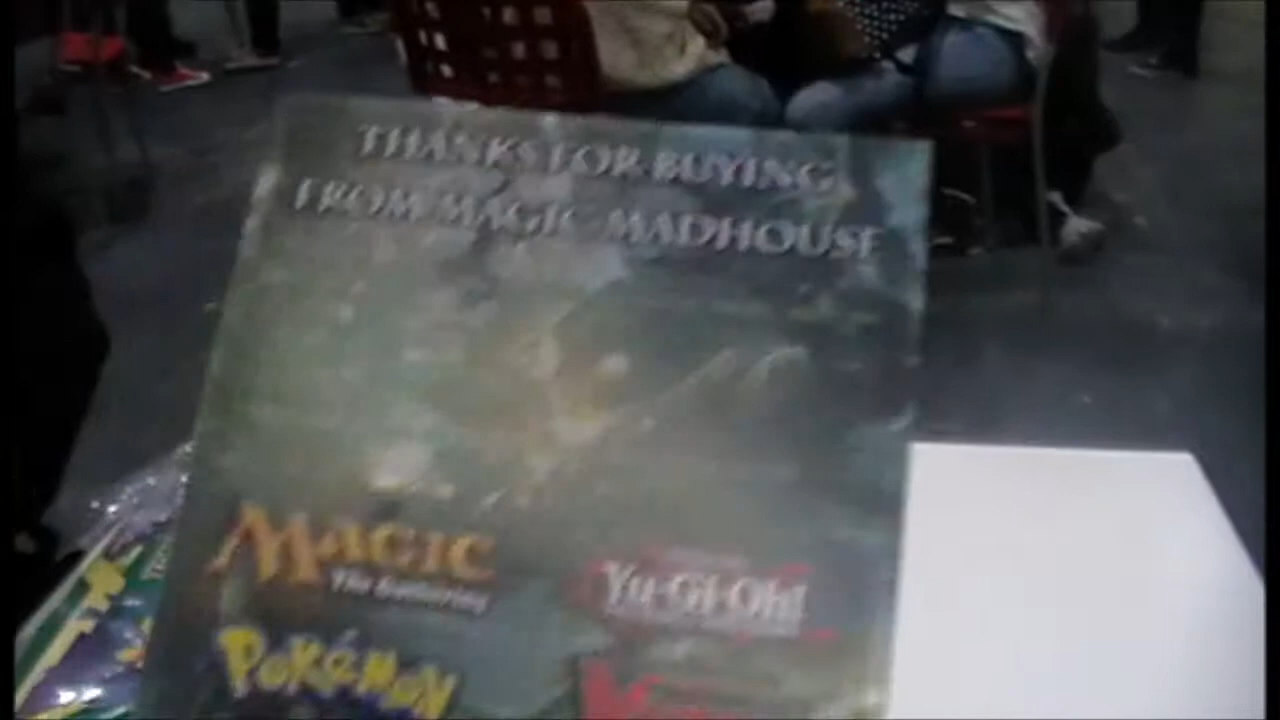 THANKS FOR BUYING
FROM MAGIC MADHOUSE
MAGIC
The Gathering
Yu-Gi-Oh!
POKéMON